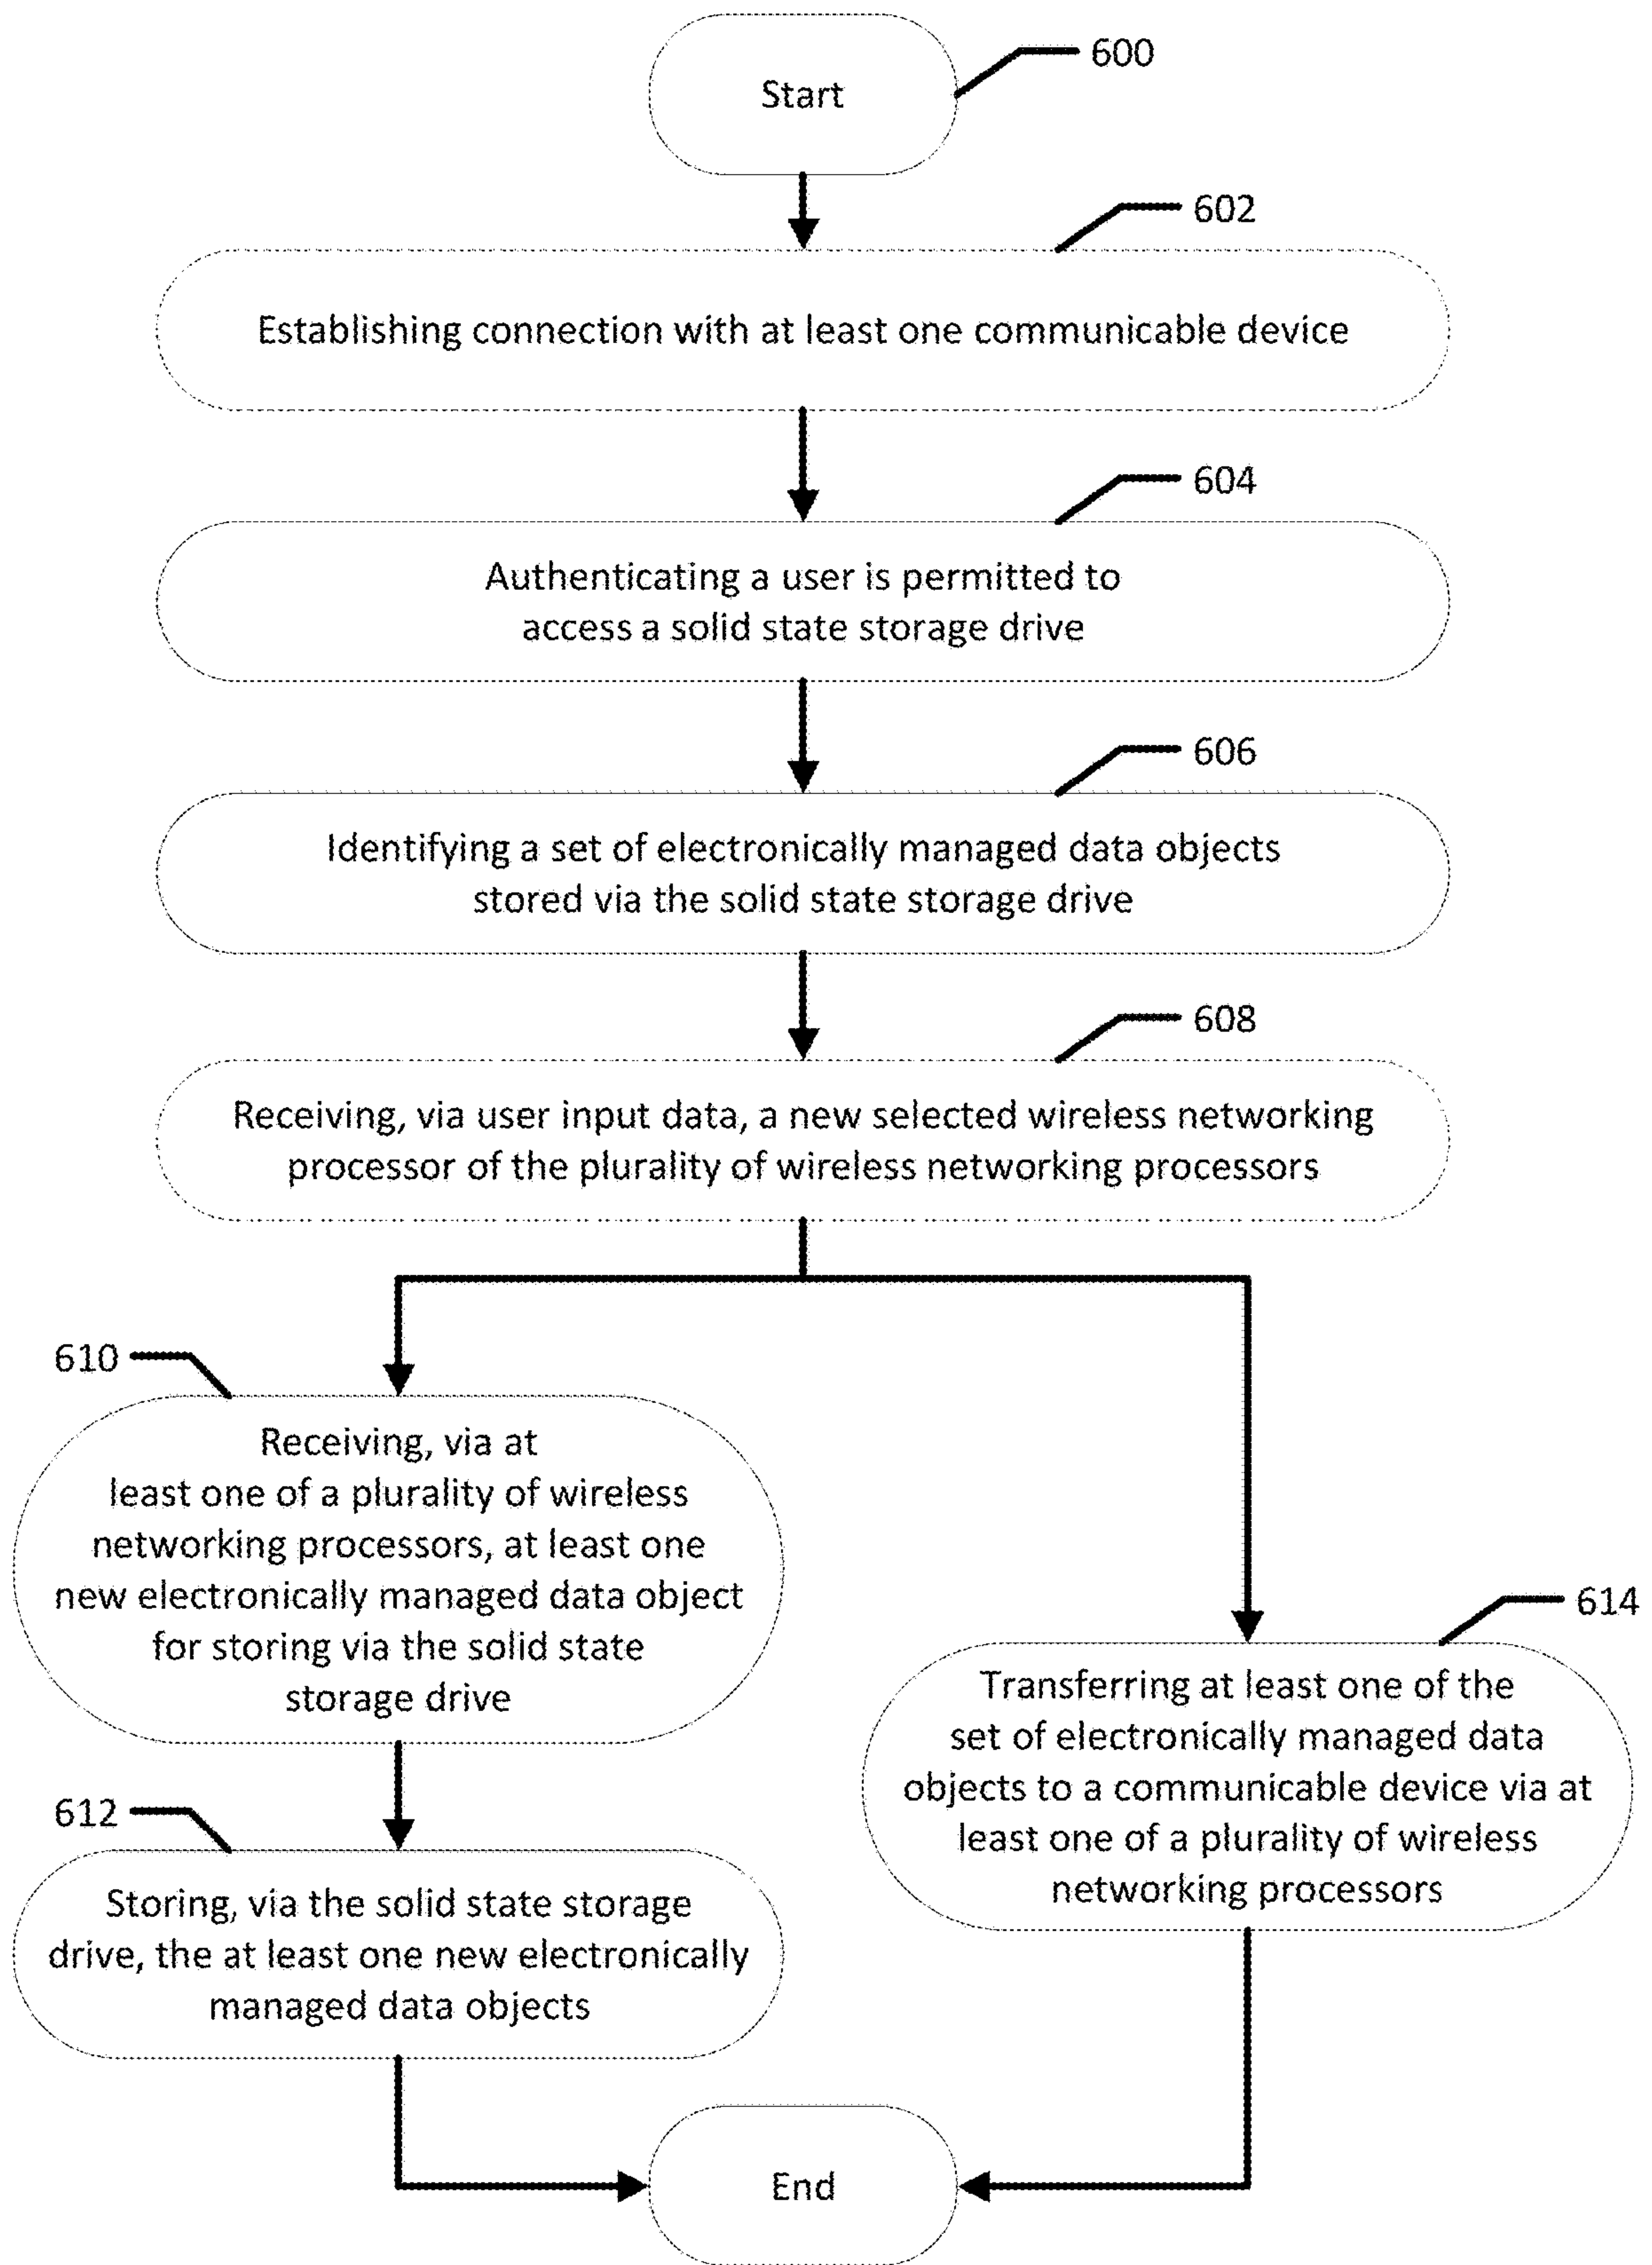 600
Start
602
Establishing connection with at least one communicable device
604
Authenticating a user is permitted to
access a solid state storage drive
606
Identifying a set of electronically managed data objects
stored via the solid state storage drive
608
Receiving, via user input data, a new selected wireless networking
processor of the plurality of wireless networking processors
610
Receiving, via at
least one of a plurality of wireless
networking processors, at least one
new electronically managed data object
for storing via the solid state
storage drive
612
Storing, via the solid state storage
drive, the at least one new electronically
managed data objects
614
Transferring at least one of the
set of electronically managed data
objects to a communicable device via at
least one of a plurality of wireless
networking processors
End